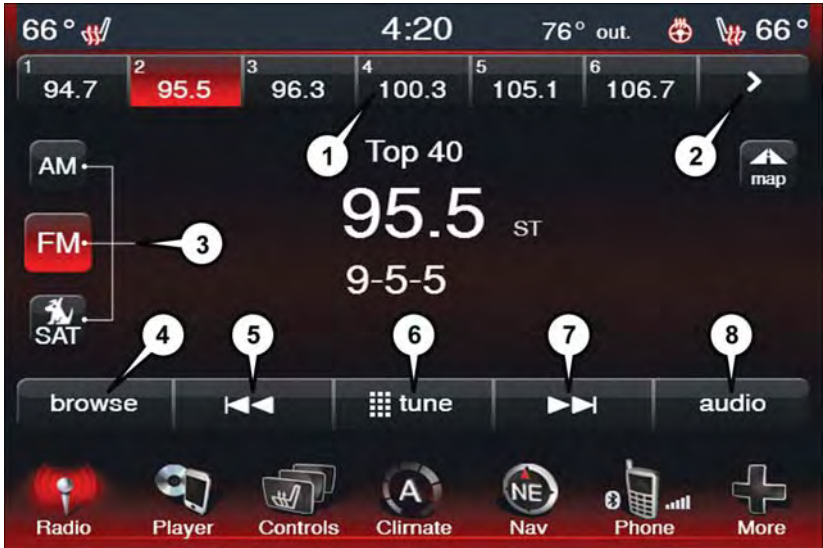 66° 4:20 76° out. 66°
1 94.7 2 95.5 3 96.3 4 100.3 5 105.1 6 106.7 >
1 Top 40 2
AM map
95.5 ST
FM 3
9-5-5
SAT 4 5 6 7 8
browse tune audio
A NE
Radio Player Controls Climate Nav Phone More